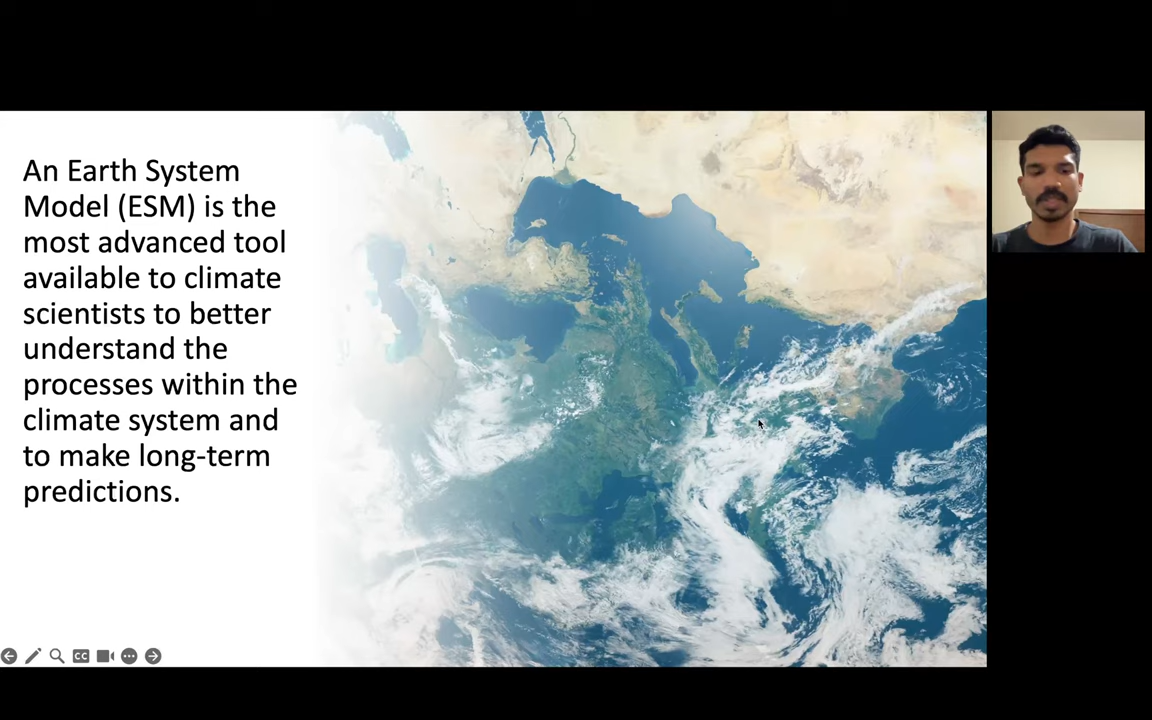 An Earth System
Model (ESM) is the
most advanced tool
available to climate
scientists to better
understand the
processes within the
climate system and
to make long-term
predictions.
CC